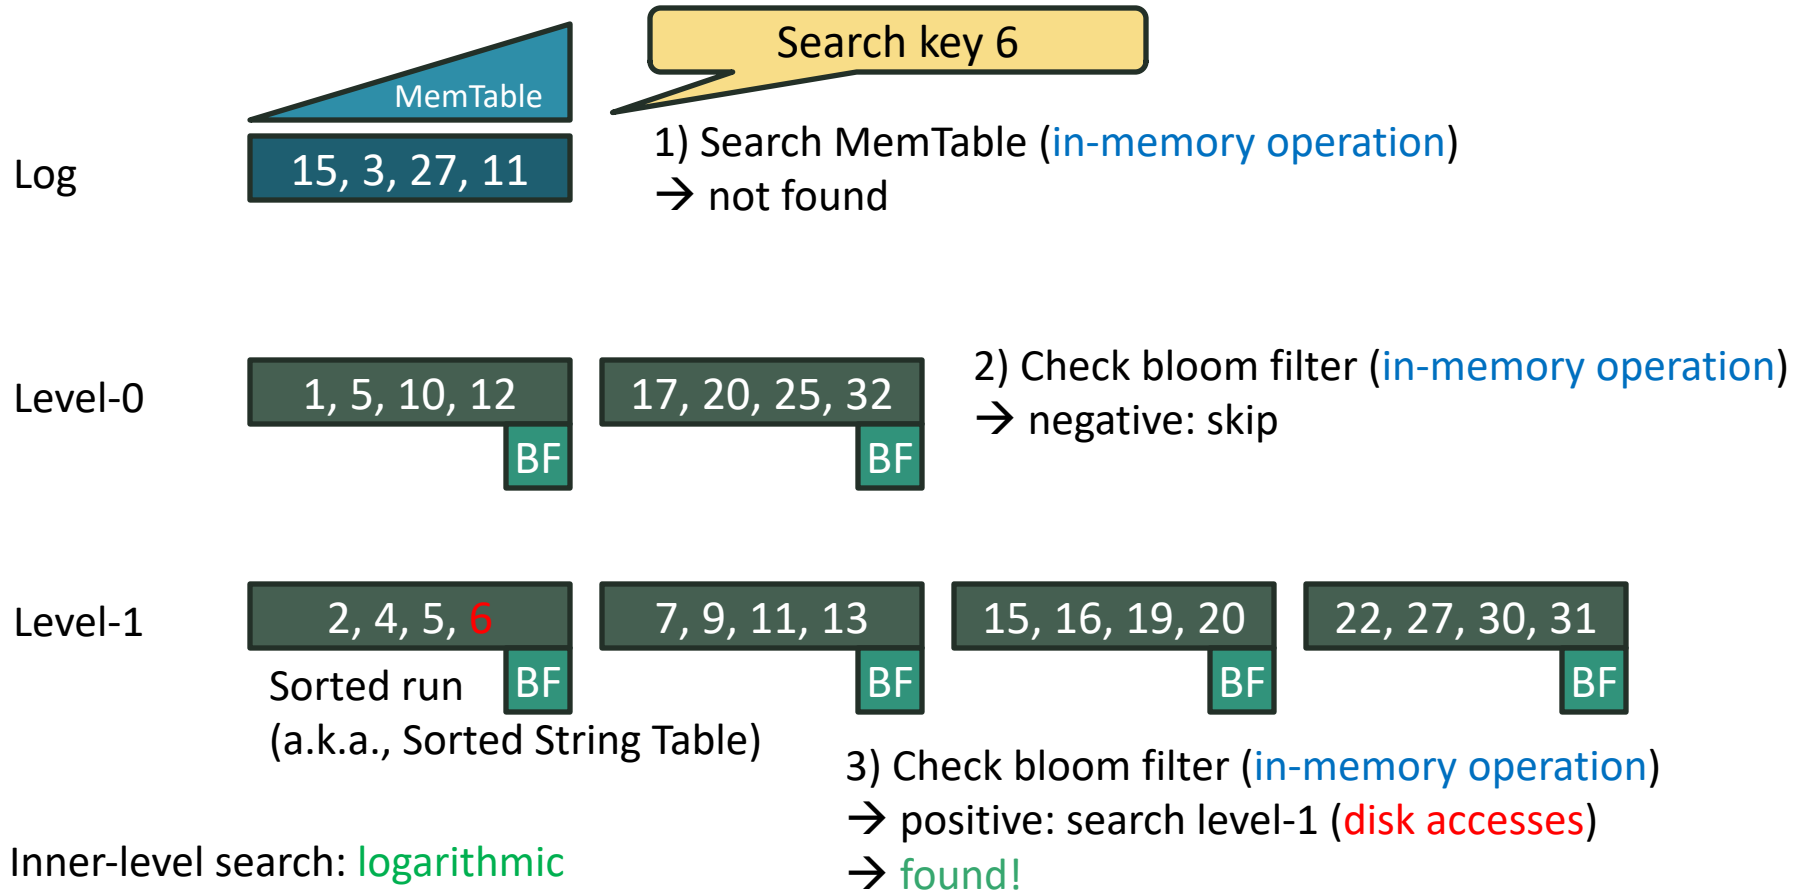 Search key 6
MemTable
Log
15, 3, 27, 11
1) Search MemTable (in-memory operation)
→ not found
Level-0
1, 5, 10, 12
17, 20, 25, 32
BF
BF
2) Check bloom filter (in-memory operation)
→ negative: skip
Level-1
2, 4, 5, 6
7, 9, 11, 13
15, 16, 19, 20
22, 27, 30, 31
BF
BF
BF
BF
Sorted run
(a.k.a., Sorted String Table)
3) Check bloom filter (in-memory operation)
→ positive: search level-1 (disk accesses)
→ found!
Inner-level search: logarithmic